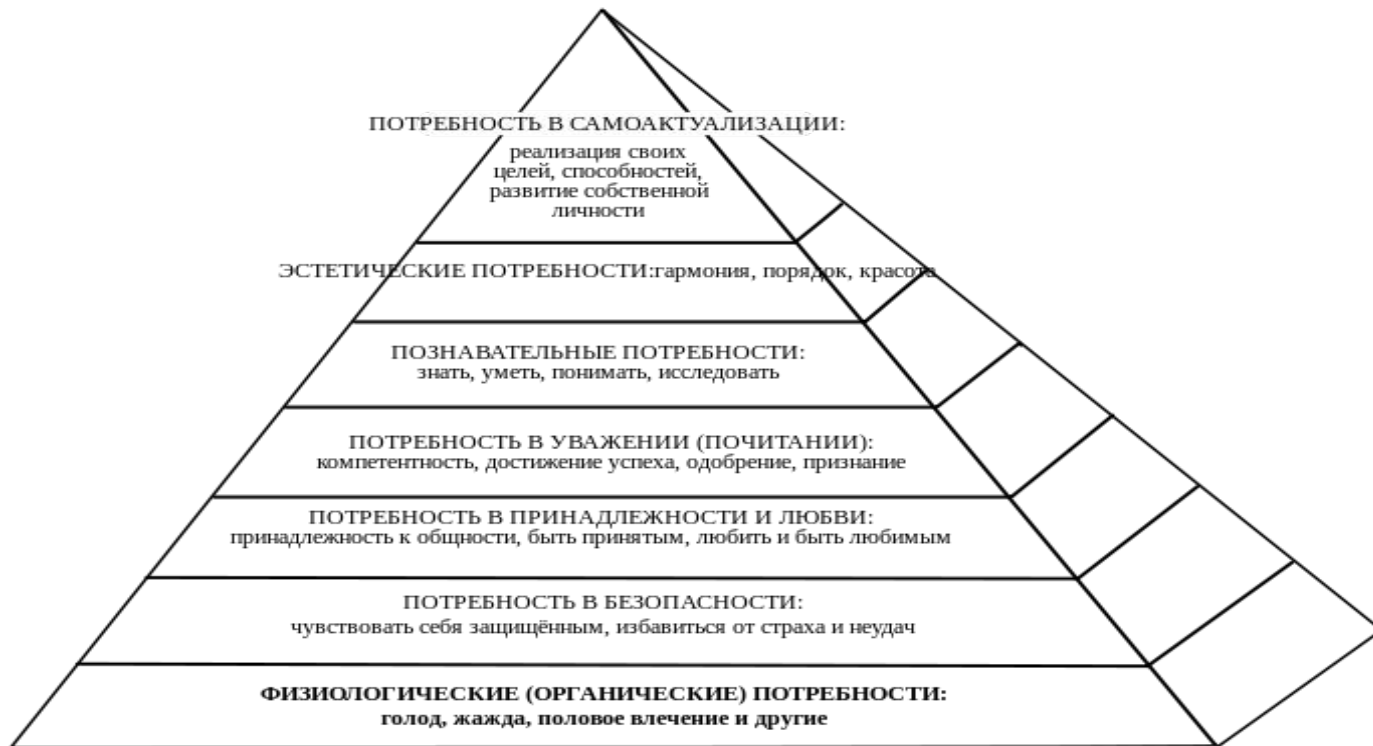 ПОТРЕБНОСТЬ В САМОАКТУАЛИЗАЦИИ:
реализация своих
целей, способностей,
развитие собственной
личности
ЭСТЕТИЧЕСКИЕ ПОТРЕБНОСТИ:гармония, порядок, красота
ПОЗНАВАТЕЛЬНЫЕ ПОТРЕБНОСТИ:
знать, уметь, понимать, исследовать
ПОТРЕБНОСТЬ В УВАЖЕНИИ (ПОЧИТАНИИ):
компетентность, достижение успеха, одобрение, признание
ПОТРЕБНОСТЬ В ПРИНАДЛЕЖНОСТИ И ЛЮБВИ:
принадлежность к общности, быть принятым, любить и быть любимым
ПОТРЕБНОСТЬ В БЕЗОПАСНОСТИ:
чувствовать себя защищённым, избавиться от страха и неудач
ФИЗИОЛОГИЧЕСКИЕ (ОРГАНИЧЕСКИЕ) ПОТРЕБНОСТИ:
голод, жажда, половое влечение и другие